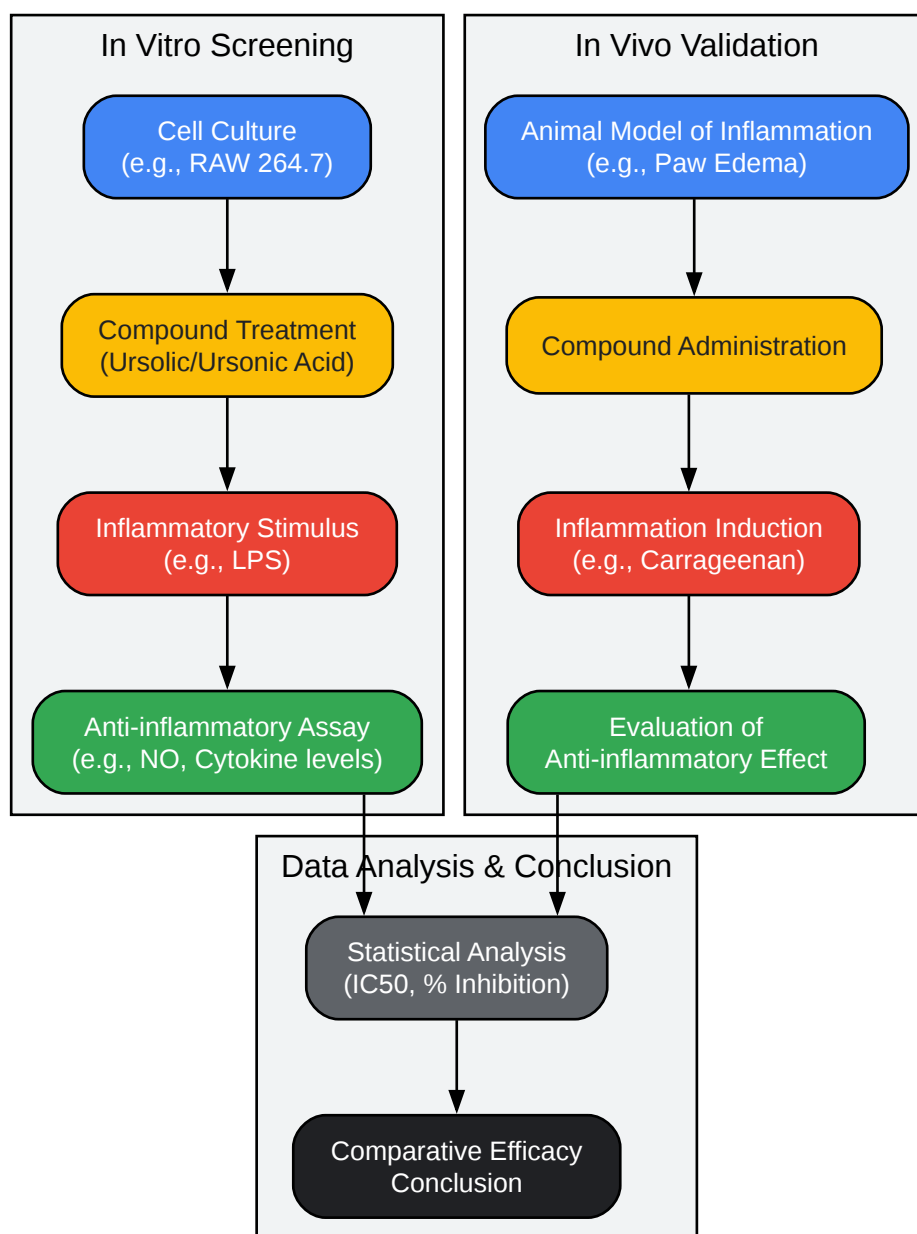 In Vitro Screening
Cell Culture
(e.g., RAW 264.7)
Compound Treatment
(Ursolic/Ursonic Acid)
Inflammatory Stimulus
(e.g., LPS)
Anti-inflammatory Assay
(e.g., NO, Cytokine levels)
In Vivo Validation
Animal Model of Inflammation
(e.g., Paw Edema)
Compound Administration
Inflammation Induction
(e.g., Carrageenan)
Evaluation of
Anti-inflammatory Effect
Data Analysis & Conclusion
Statistical Analysis
(IC50, % Inhibition)
Comparative Efficacy
Conclusion